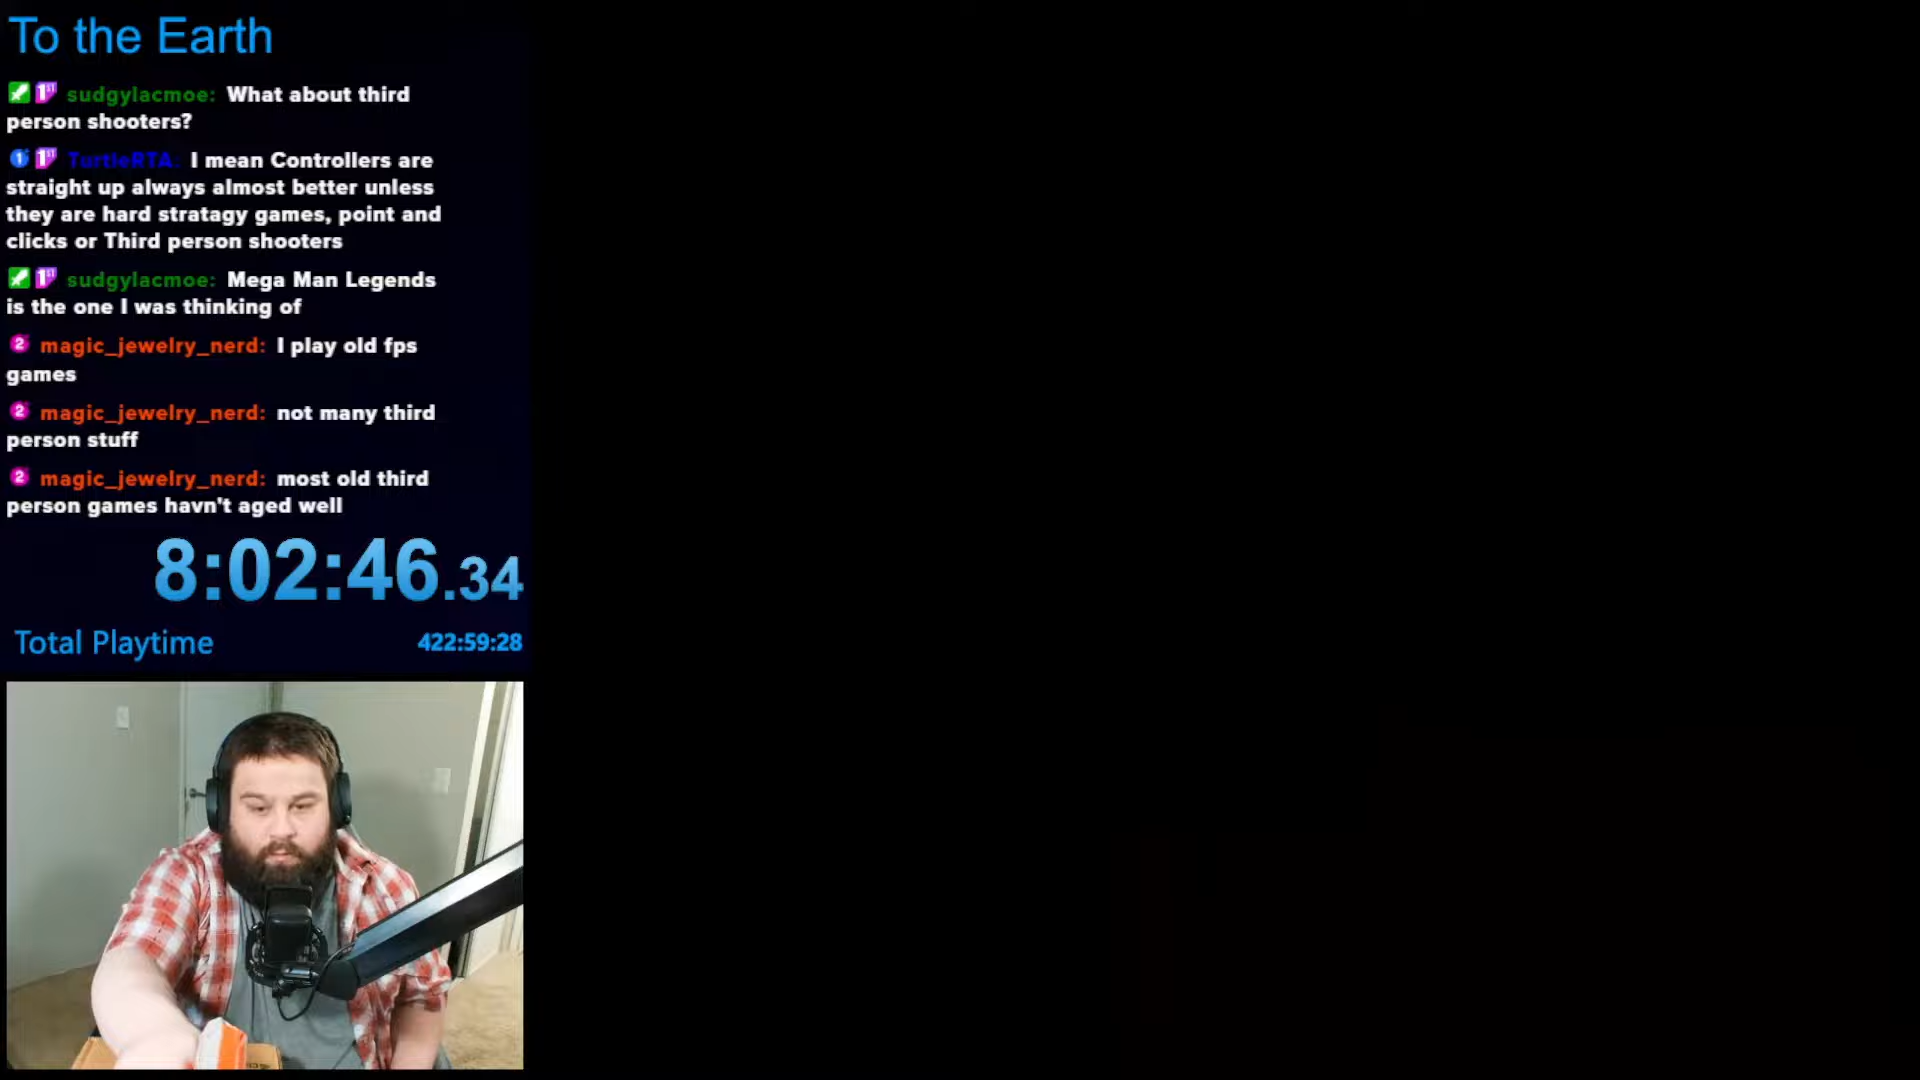 To the Earth
sudgylacmoe: What about third
person shooters?
TurtleRTA: I mean Controllers are
straight up always almost better unless
they are hard stratagy games, point and
clicks or Third person shooters
sudgylacmoe: Mega Man Legends
is the one I was thinking of
magic_jewelry_nerd: I play old fps
games
magic_jewelry_nerd: not many third
person stuff
magic_jewelry_nerd: most old third
person games havn't aged well
8:02:46.34
Total Playtime 422:59:28